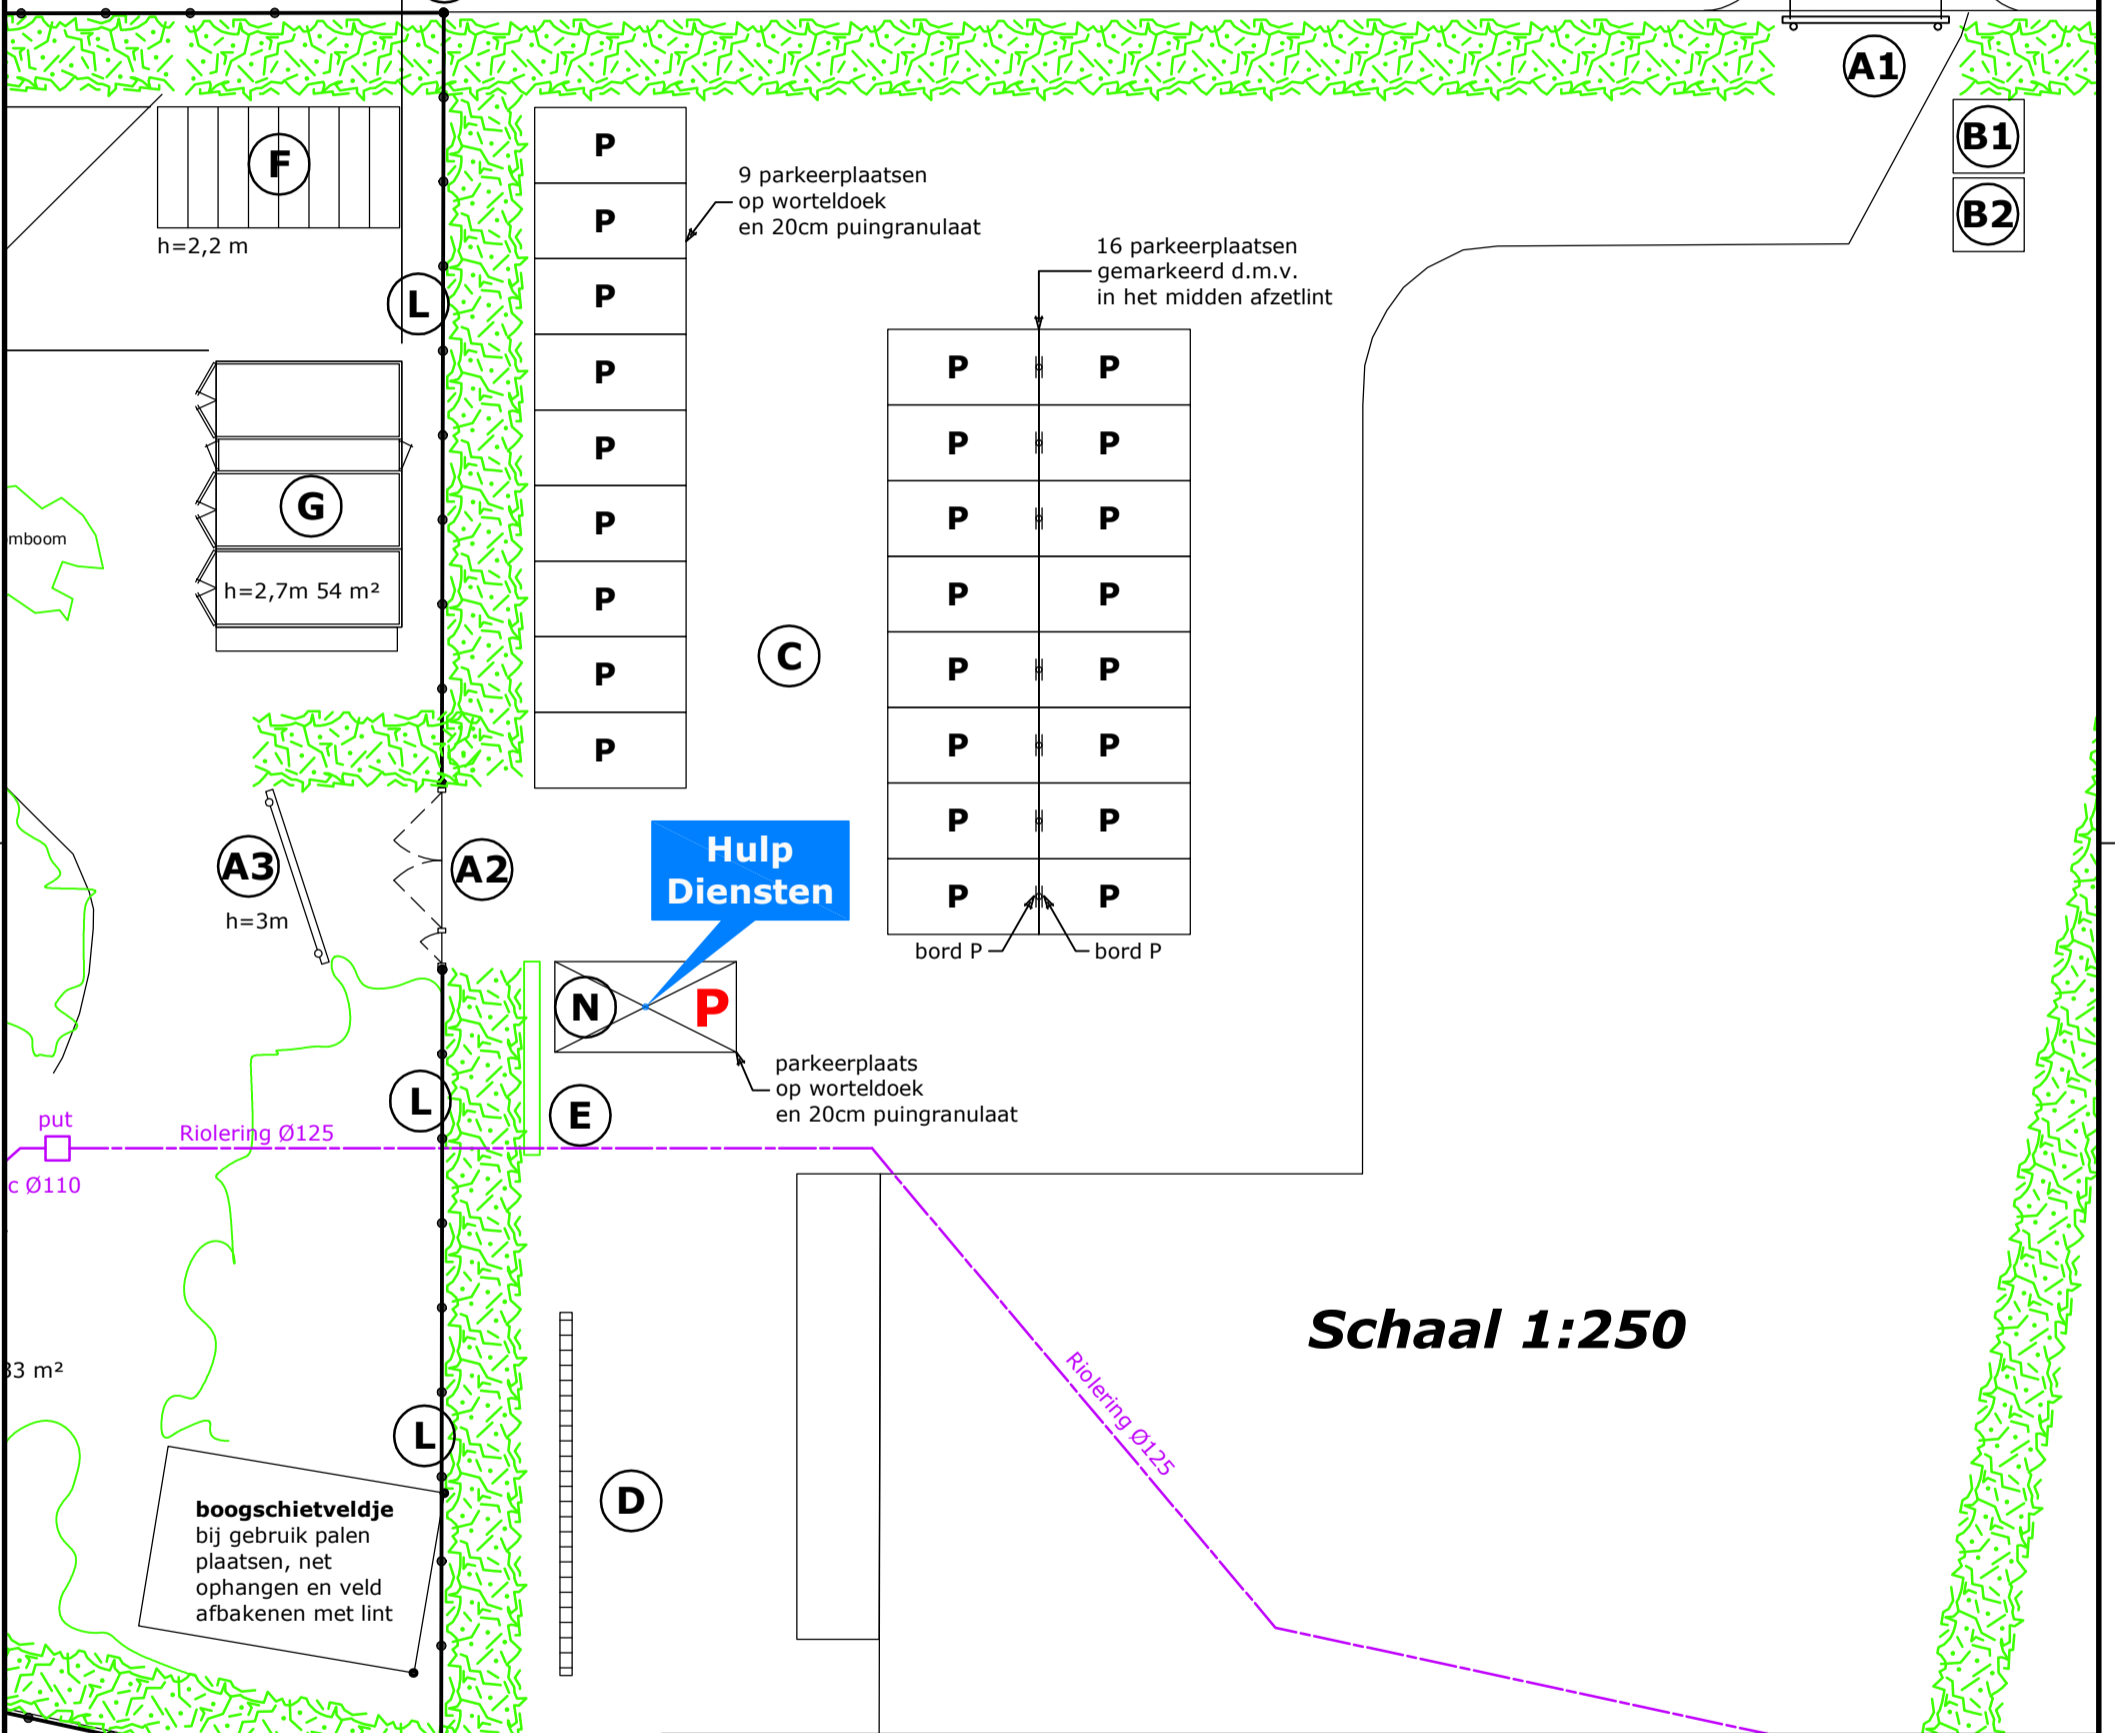 A1
B1
B2
F
h=2,2 m
P
P
P
P
P
P
P
P
P
9 parkeerplaatsen
op worteldoek
en 20cm puingranulaat
16 parkeerplaatsen
gemarkeerd d.m.v.
in het midden afzetlint
L
P P
P P
P P
P P
P P
P P
P P
P P
bord P
bord P
G
h=2,7m 54 m²
mboom
C
A3
h=3m
A2
Hulp
Diensten
N
P
parkeerplaats
op worteldoek
en 20cm puingranulaat
L
E
put
Riolering Ø125
c Ø110
Schaal 1:250
Riolering Ø125
33 m²
L
D
boogschietveldje
bij gebruik palen
plaatsen, net
ophangen en veld
afbakenen met lint